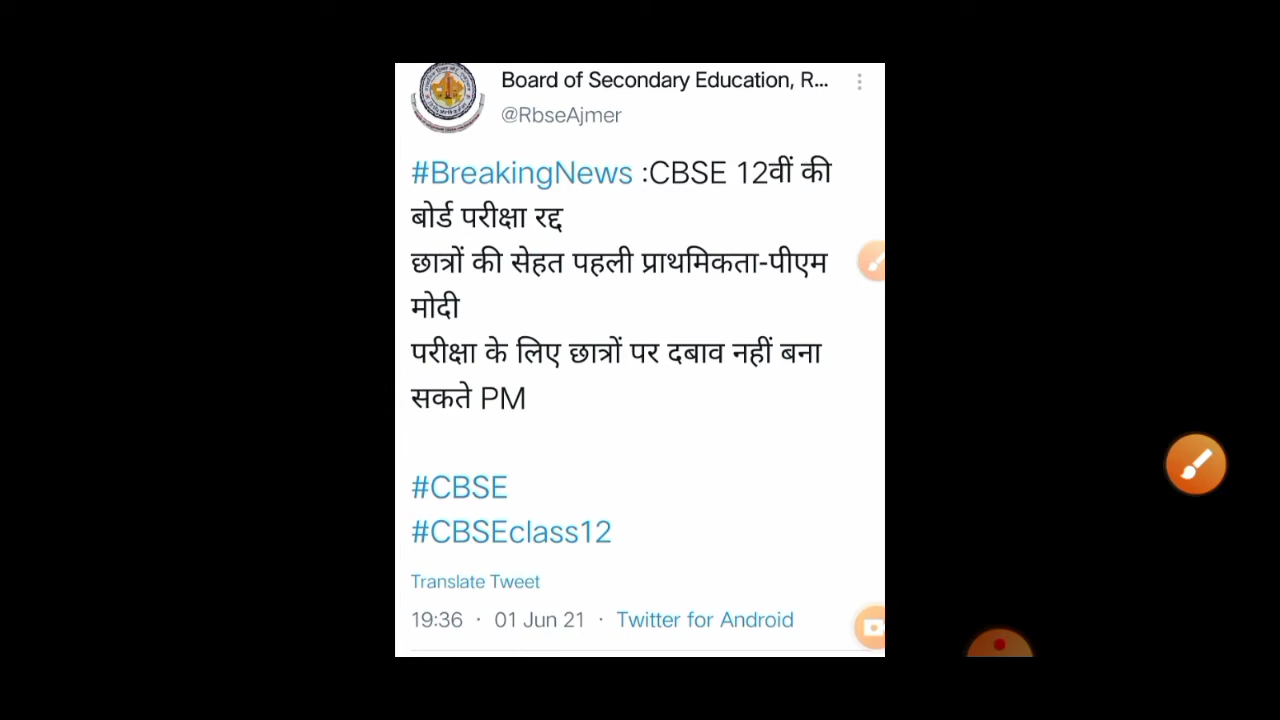 Board of Secondary Education, R...
@RbseAjmer
#BreakingNews :CBSE 12वीं की
बोर्ड परीक्षा रद्द
छात्रों की सेहत पहली प्राथमिकता-पीएम
मोदी
परीक्षा के लिए छात्रों पर दबाव नहीं बना
सकते PM
#CBSE
#CBSEclass12
Translate Tweet
19:36 · 01 Jun 21 · Twitter for Android